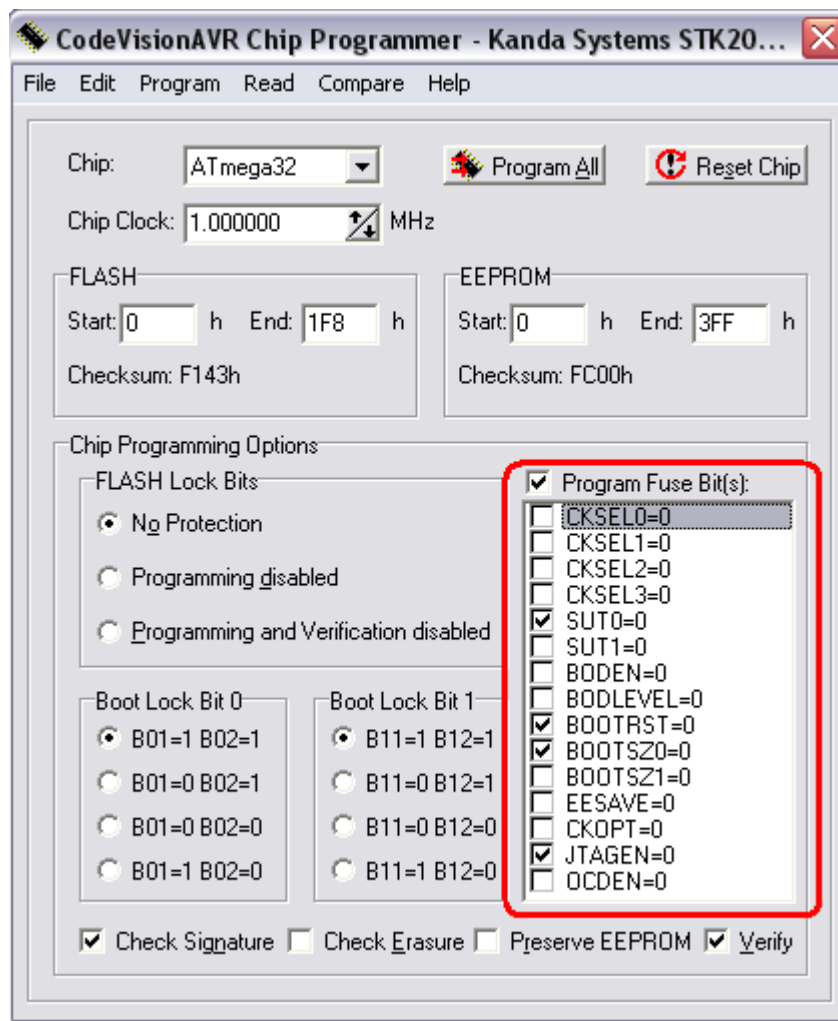 CodeVisionAVR Chip Programmer - Kanda Systems STK20...
File Edit Program Read Compare Help
Chip: ATmega32 Program All Reset Chip
Chip Clock: 1.000000 MHz
FLASH EEPROM
Start: 0 h End: 1F8 h Start: 0 h End: 3FF h
Checksum: F143h Checksum: FC00h
Chip Programming Options
FLASH Lock Bits
No Protection
Programming disabled
Programming and Verification disabled
Program Fuse Bit(s):
CKSEL0=0
CKSEL1=0
CKSEL2=0
CKSEL3=0
SUT0=0
SUT1=0
BODEN=0
BODLEVEL=0
BOOTRST=0
BOOTSZ0=0
BOOTSZ1=0
EESAVE=0
CKOPT=0
JTAGEN=0
OCDEN=0
Boot Lock Bit 0
B01=1 B02=1
B01=0 B02=1
B01=0 B02=0
B01=1 B02=0
Boot Lock Bit 1
B11=1 B12=1
B11=0 B12=1
B11=0 B12=0
B11=1 B12=0
Check Signature Check Erasure Preserve EEPROM Verify